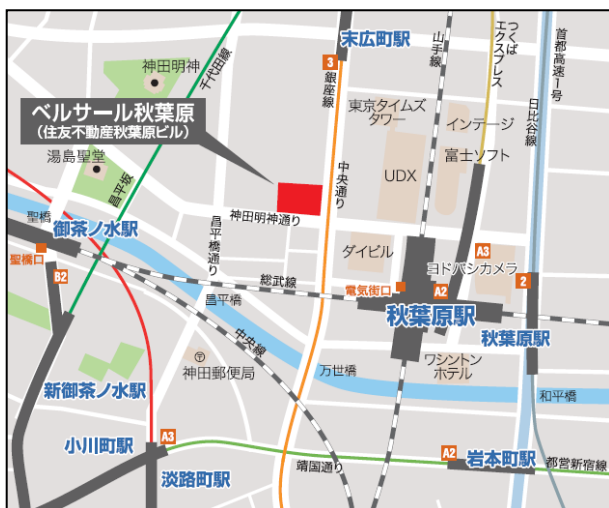 末広町駅
山手線
つくば
エクスプレス
首都高速1号
神田明神
千代田線
3
銀座線
東京タイムズ
タワー
インテージ
日比谷線
ベルサール秋葉原
(住友不動産秋葉原ビル)
富士ソフト
中央通り
UDX
湯島聖堂
昌平坂
神田明神通り
昌平橋通り
聖橋
御茶ノ水駅
ダイビル
A3
ヨドバシカメラ
聖橋口
B2
総武線
電気街口
A2
2
昌平橋
秋葉原駅
秋葉原駅
中央線
万世橋
ワシントン
ホテル
新御茶ノ水駅
神田郵便局
和平橋
小川町駅
A3
淡路町駅
靖国通り
A2
岩本町駅
都営新宿線